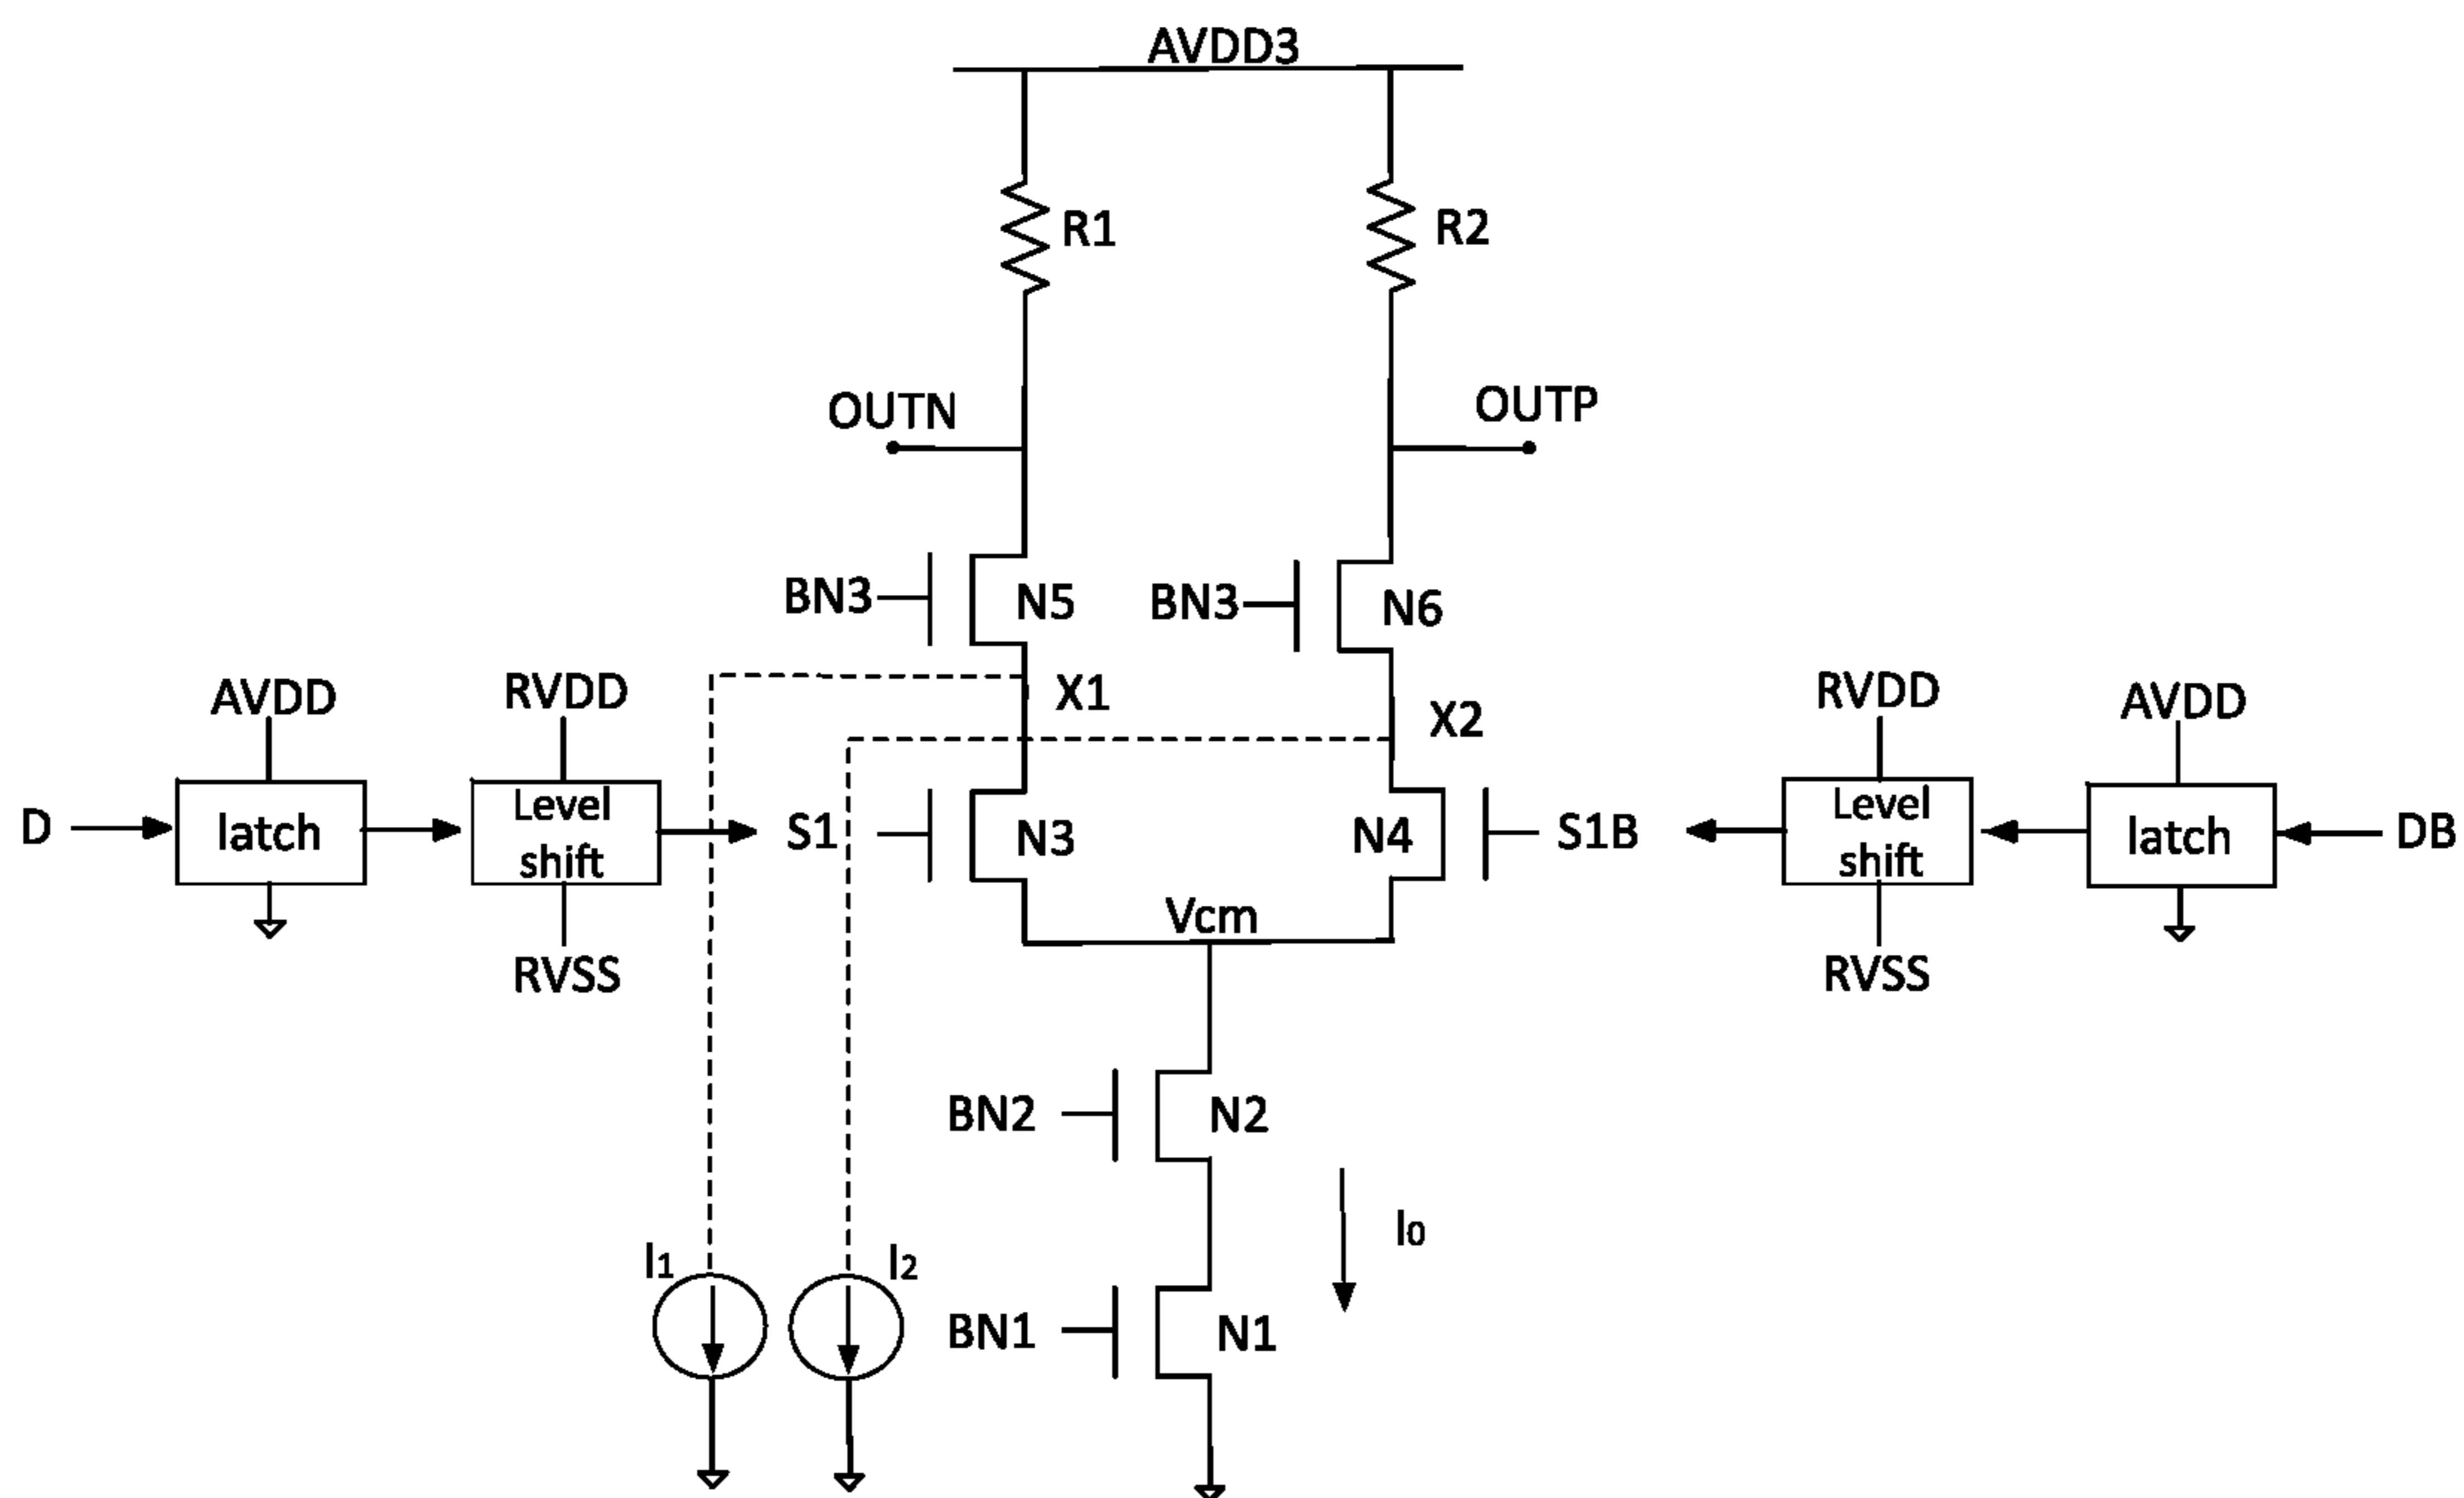 AVDD3
R1
R2
OUTN
OUTP
BN3
N5
BN3
N6
AVDD
RVDD
X1
X2
RVDD
AVDD
D
latch
Level
shift
S1
N3
N4
S1B
Level
shift
latch
DB
Vcm
RVSS
RVSS
BN2
N2
I0
I1
I2
BN1
N1